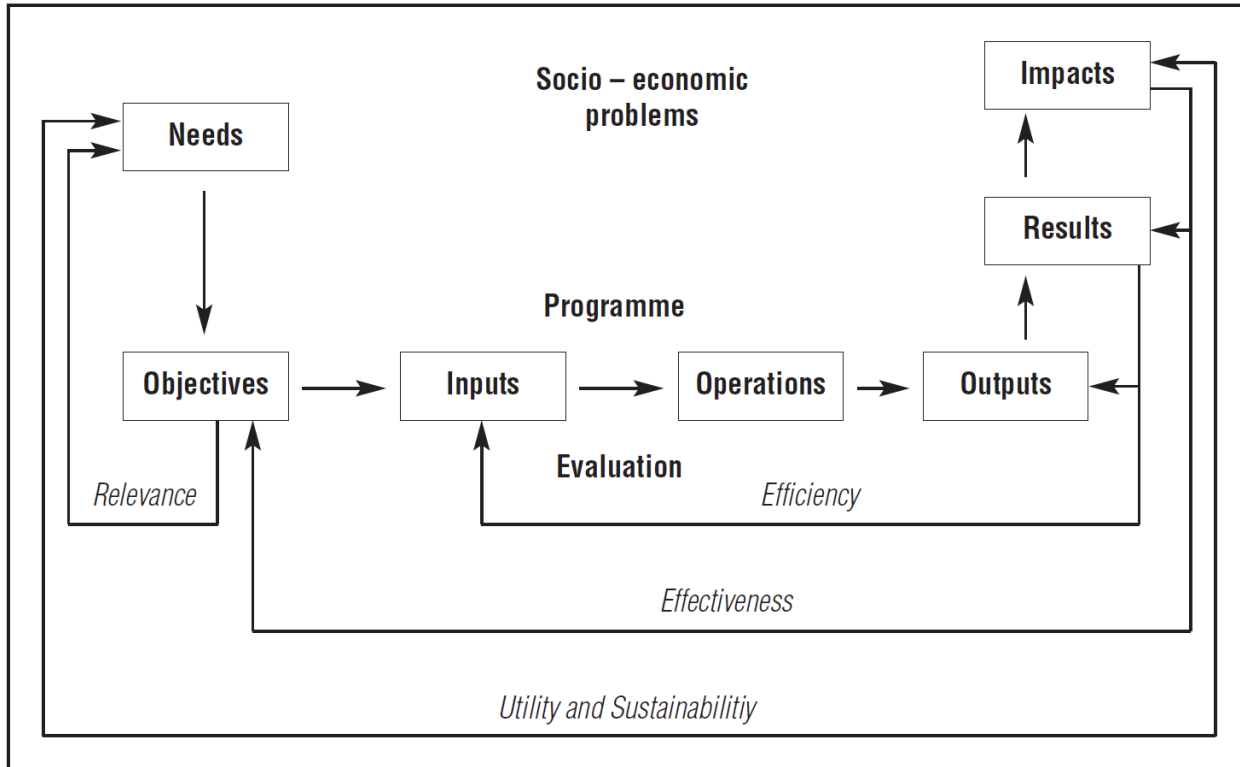 Socio – economic
problems
Impacts
Needs
Results
Programme
Objectives
Inputs
Operations
Outputs
Evaluation
Relevance
Efficiency
Effectiveness
Utility and Sustainabilitiy